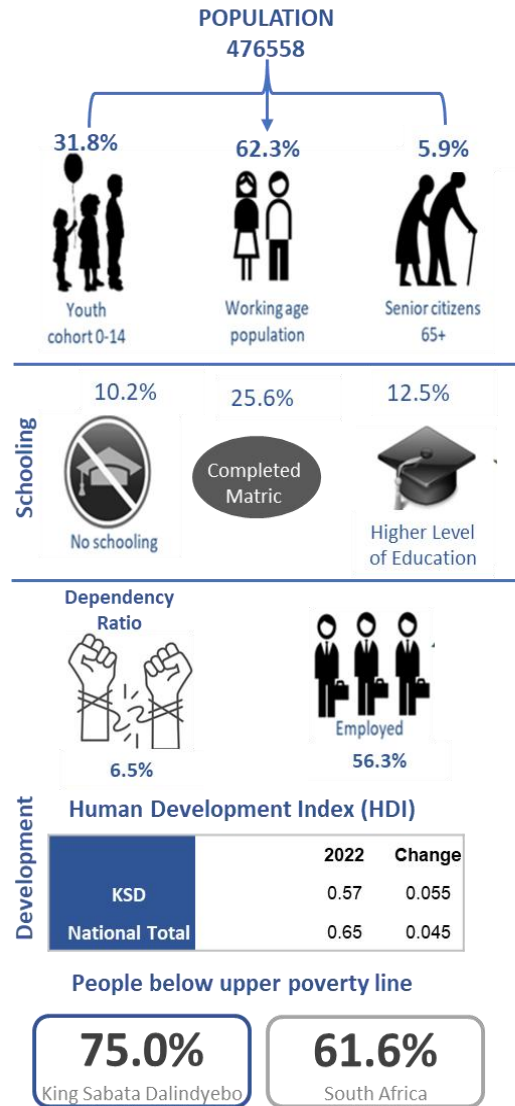 POPULATION
476558
31.8% 62.3% 5.9%
Youth
cohort 0-14
Working age
population
Senior citizens
65+
Schooling
10.2% 25.6% 12.5%
No schooling
Completed
Matric
Higher Level
of Education
Development
Dependency
Ratio
6.5%
Employed
56.3%
Human Development Index (HDI)
2022 Change
KSD 0.57 0.055
National Total 0.65 0.045
People below upper poverty line
75.0%
King Sabata Dalindyebo
61.6%
South Africa